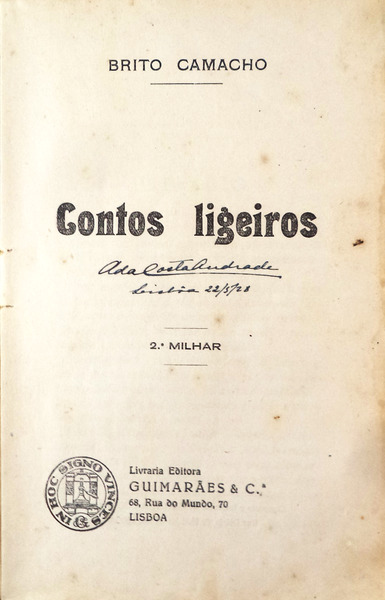 BRITO CAMACHO
Contos ligeiros
Ada Costa Andrade
Lisbôa 22/5/28
2.ª MILHAR
IN HOC SIGNO VINCES
G
Livraria Editora
GUIMARÃES & C.ª
68, Rua do Mundo, 70
LISBOA